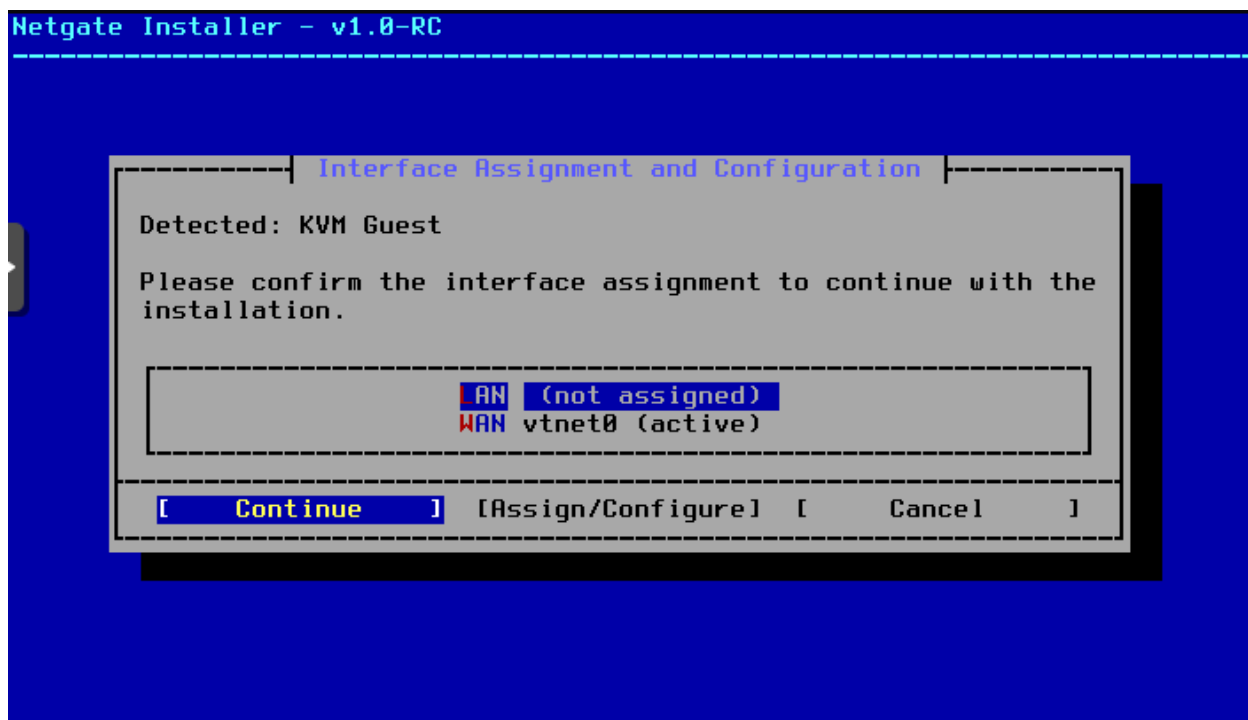 Netgate Installer - v1.0-RC
Interface Assignment and Configuration
Detected: KVM Guest
Please confirm the interface assignment to continue with the
installation.
LAN (not assigned)
WAN vtnet0 (active)
[ Continue ] [Assign/Configure] [ Cancel ]